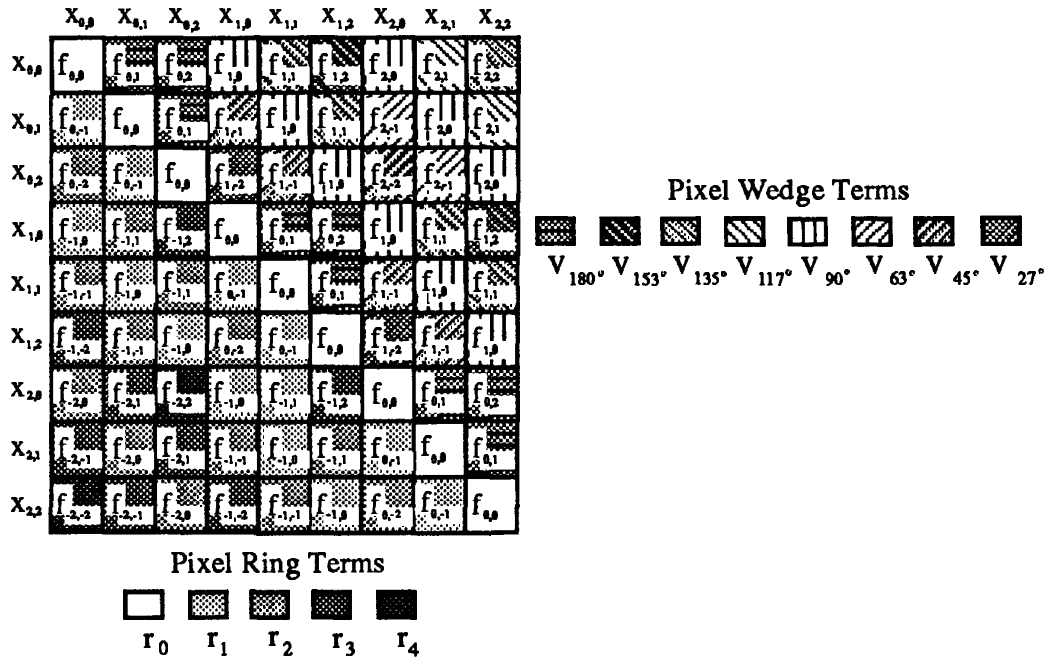 X0,0 X0,1 X0,2 X1,0 X1,1 X1,2 X2,0 X2,1 X2,2
X0,0 f0,0 f0,1 f0,2 f1,0 f1,1 f1,2 f2,0 f2,1 f2,2
X0,1 f0,-1 f0,0 f0,1 f1,-1 f1,0 f1,1 f2,-1 f2,0 f2,1
X0,2 f0,-2 f0,-1 f0,0 f1,-2 f1,-1 f1,0 f2,-2 f2,-1 f2,0
X1,0 f-1,0 f-1,1 f-1,2 f0,0 f0,1 f0,2 f1,0 f1,1 f1,2
X1,1 f-1,-1 f-1,0 f-1,1 f0,-1 f0,0 f0,1 f1,-1 f1,0 f1,1
X1,2 f-1,-2 f-1,-1 f-1,0 f0,-2 f0,-1 f0,0 f1,-2 f1,-1 f1,0
X2,0 f-2,0 f-2,1 f-2,2 f-1,0 f-1,1 f-1,2 f0,0 f0,1 f0,2
X2,1 f-2,-1 f-2,0 f-2,1 f-1,-1 f-1,0 f-1,1 f0,-1 f0,0 f0,1
X2,2 f-2,-2 f-2,-1 f-2,0 f-1,-2 f-1,-1 f-1,0 f0,-2 f0,-1 f0,0
Pixel Wedge Terms
V180° V153° V135° V117° V90° V63° V45° V27°
Pixel Ring Terms
r0 r1 r2 r3 r4